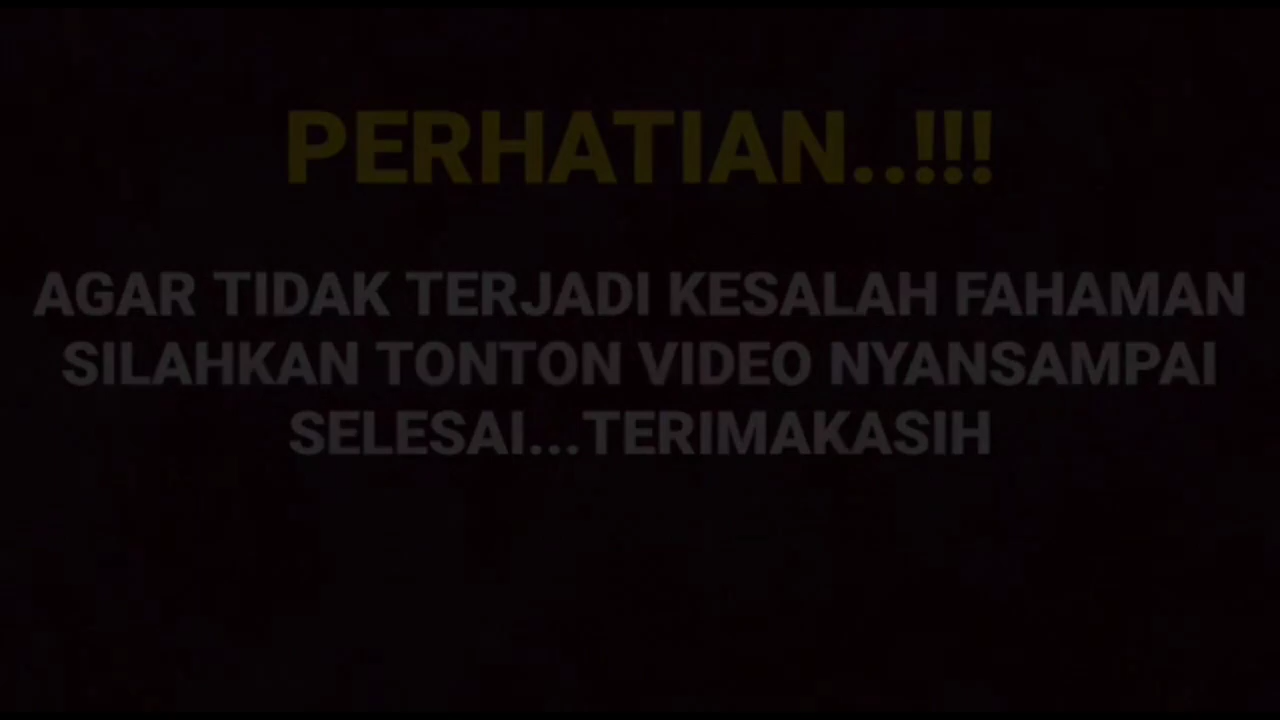 PERHATIAN..!!!
AGAR TIDAK TERJADI KESALAH FAHAMAN
SILAHKAN TONTON VIDEO NYANSAMPAI
SELESAI...TERIMAKASIH